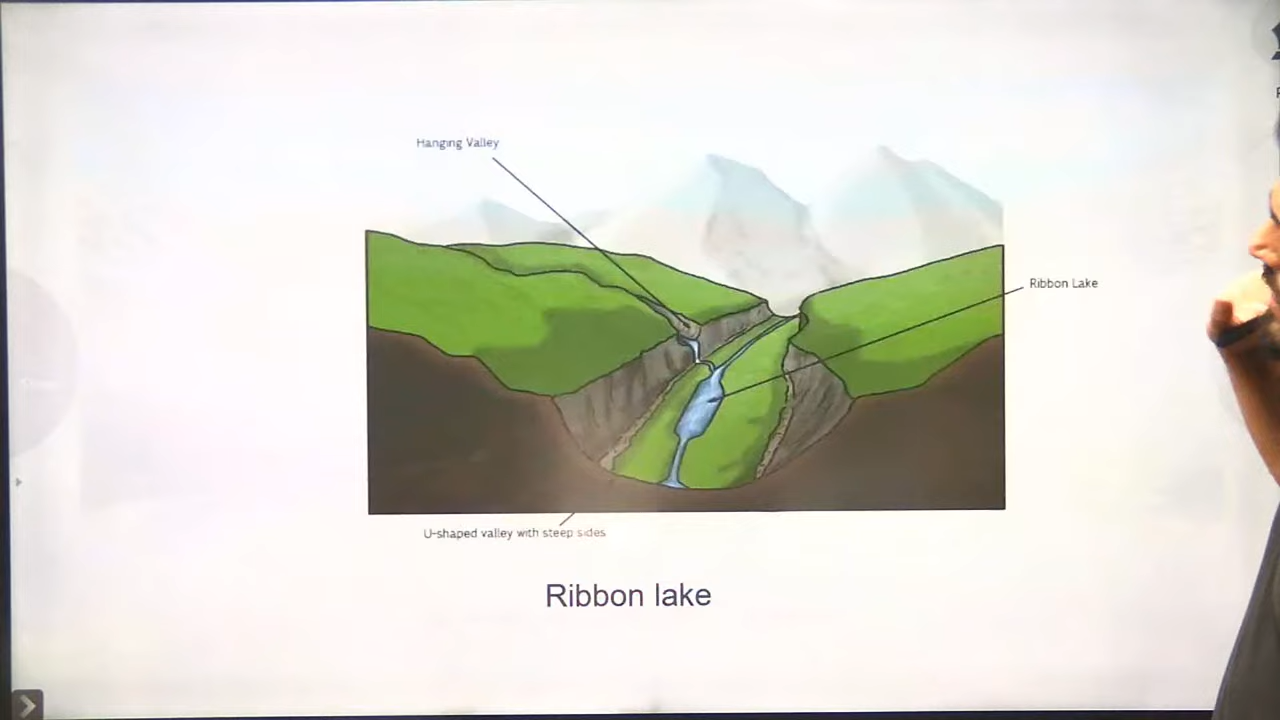 Hanging Valley
Ribbon Lake
U-shaped valley with steep sides
Ribbon lake